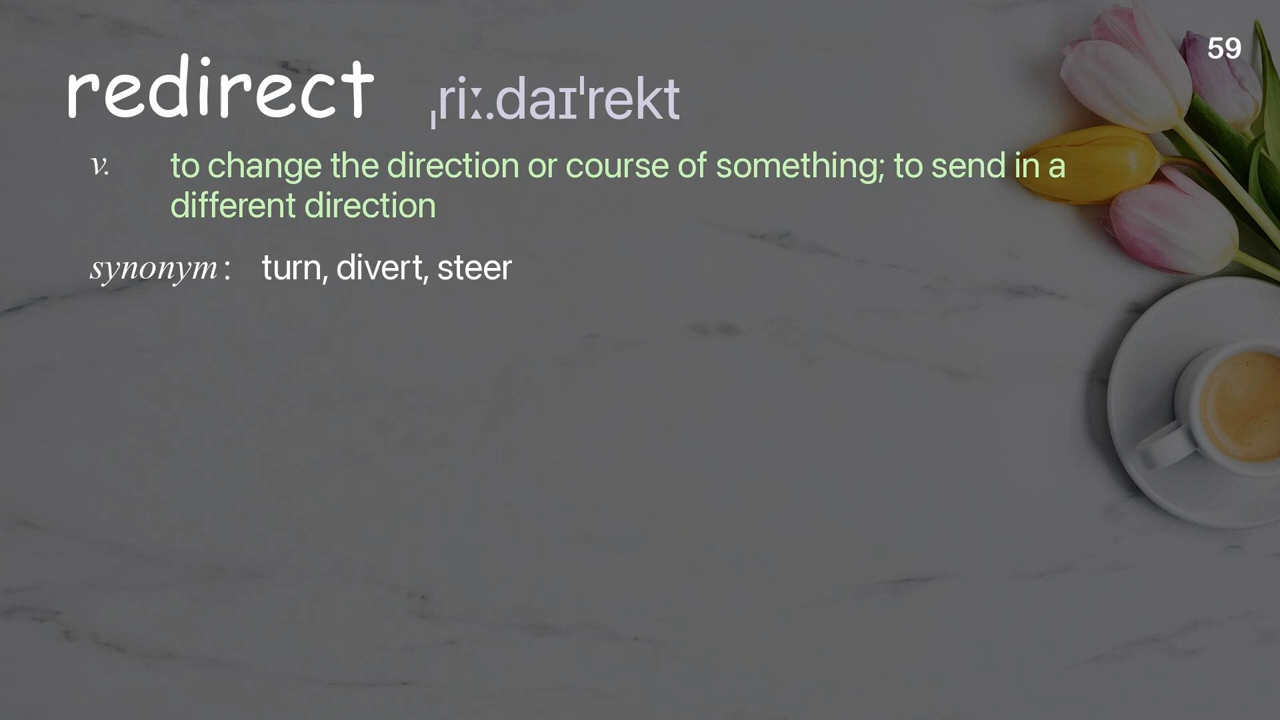 59
redirect ˌriː.daɪˈrekt
v. to change the direction or course of something; to send in a
different direction
synonym: turn, divert, steer